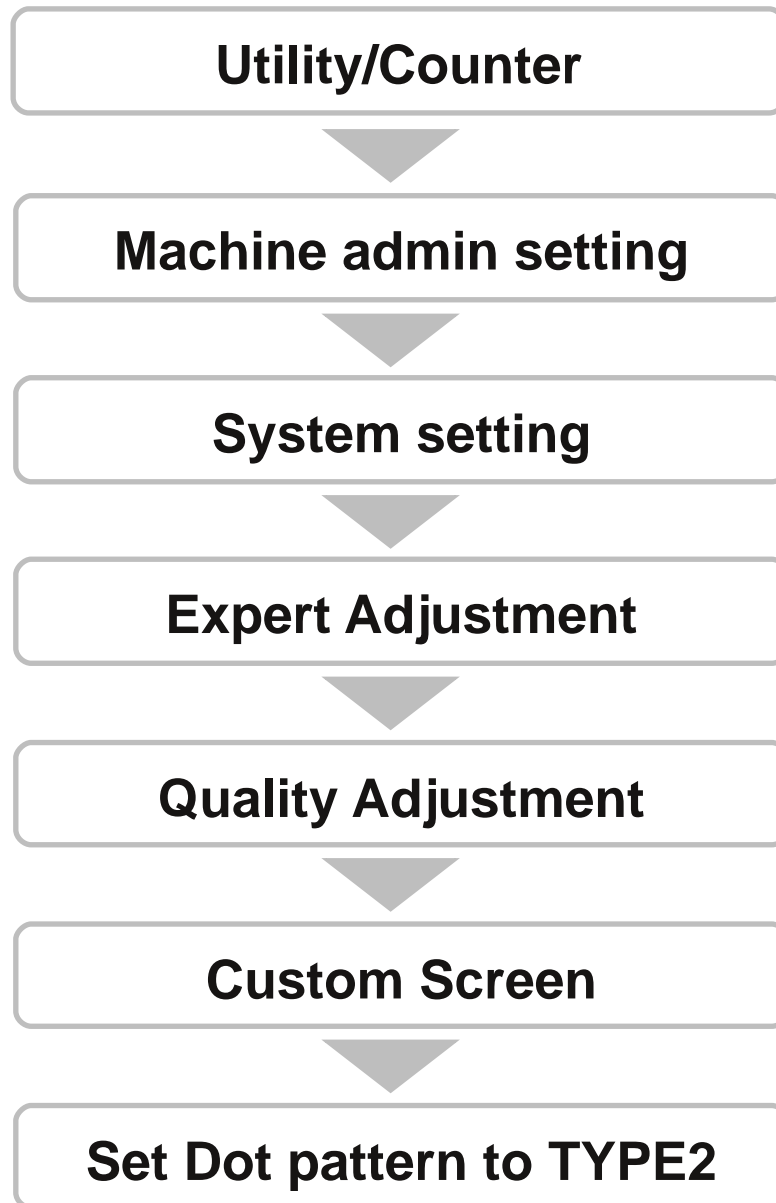 Utility/Counter
Machine admin setting
System setting
Expert Adjustment
Quality Adjustment
Custom Screen
Set Dot pattern to TYPE2